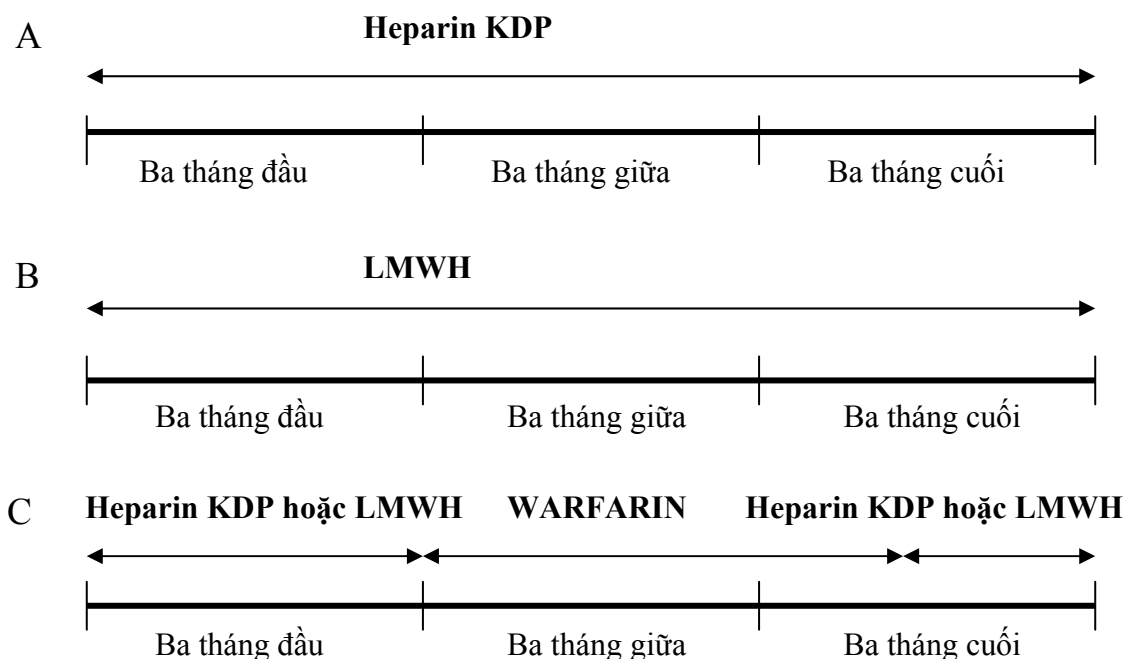 A Heparin KDP
Ba tháng đầu Ba tháng giữa Ba tháng cuối
B LMWH
Ba tháng đầu Ba tháng giữa Ba tháng cuối
C Heparin KDP hoặc LMWH WARFARIN Heparin KDP hoặc LMWH
Ba tháng đầu Ba tháng giữa Ba tháng cuối